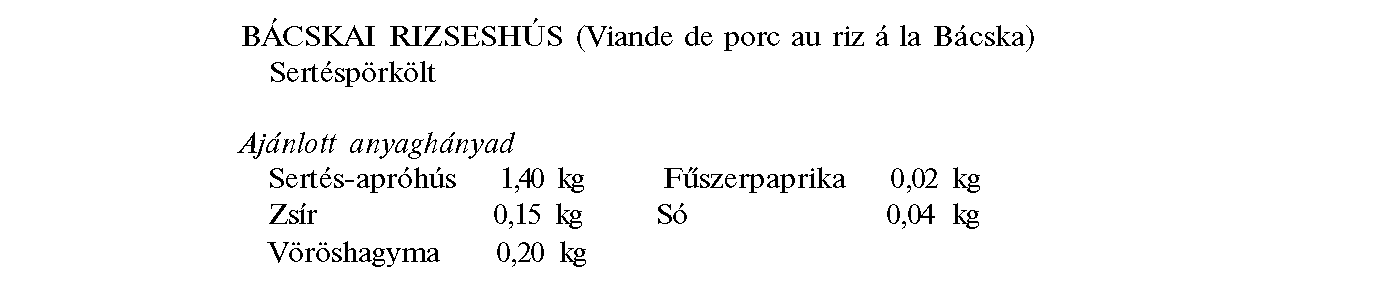 BÁCSKAI RIZSESHÚS (Viande de porc au riz á la Bácska)
Sertéspörkölt
Ajánlott anyaghányad
Sertés-apróhús 1,40 kg Fűszerpaprika 0,02 kg
Zsír 0,15 kg Só 0,04 kg
Vöröshagyma 0,20 kg